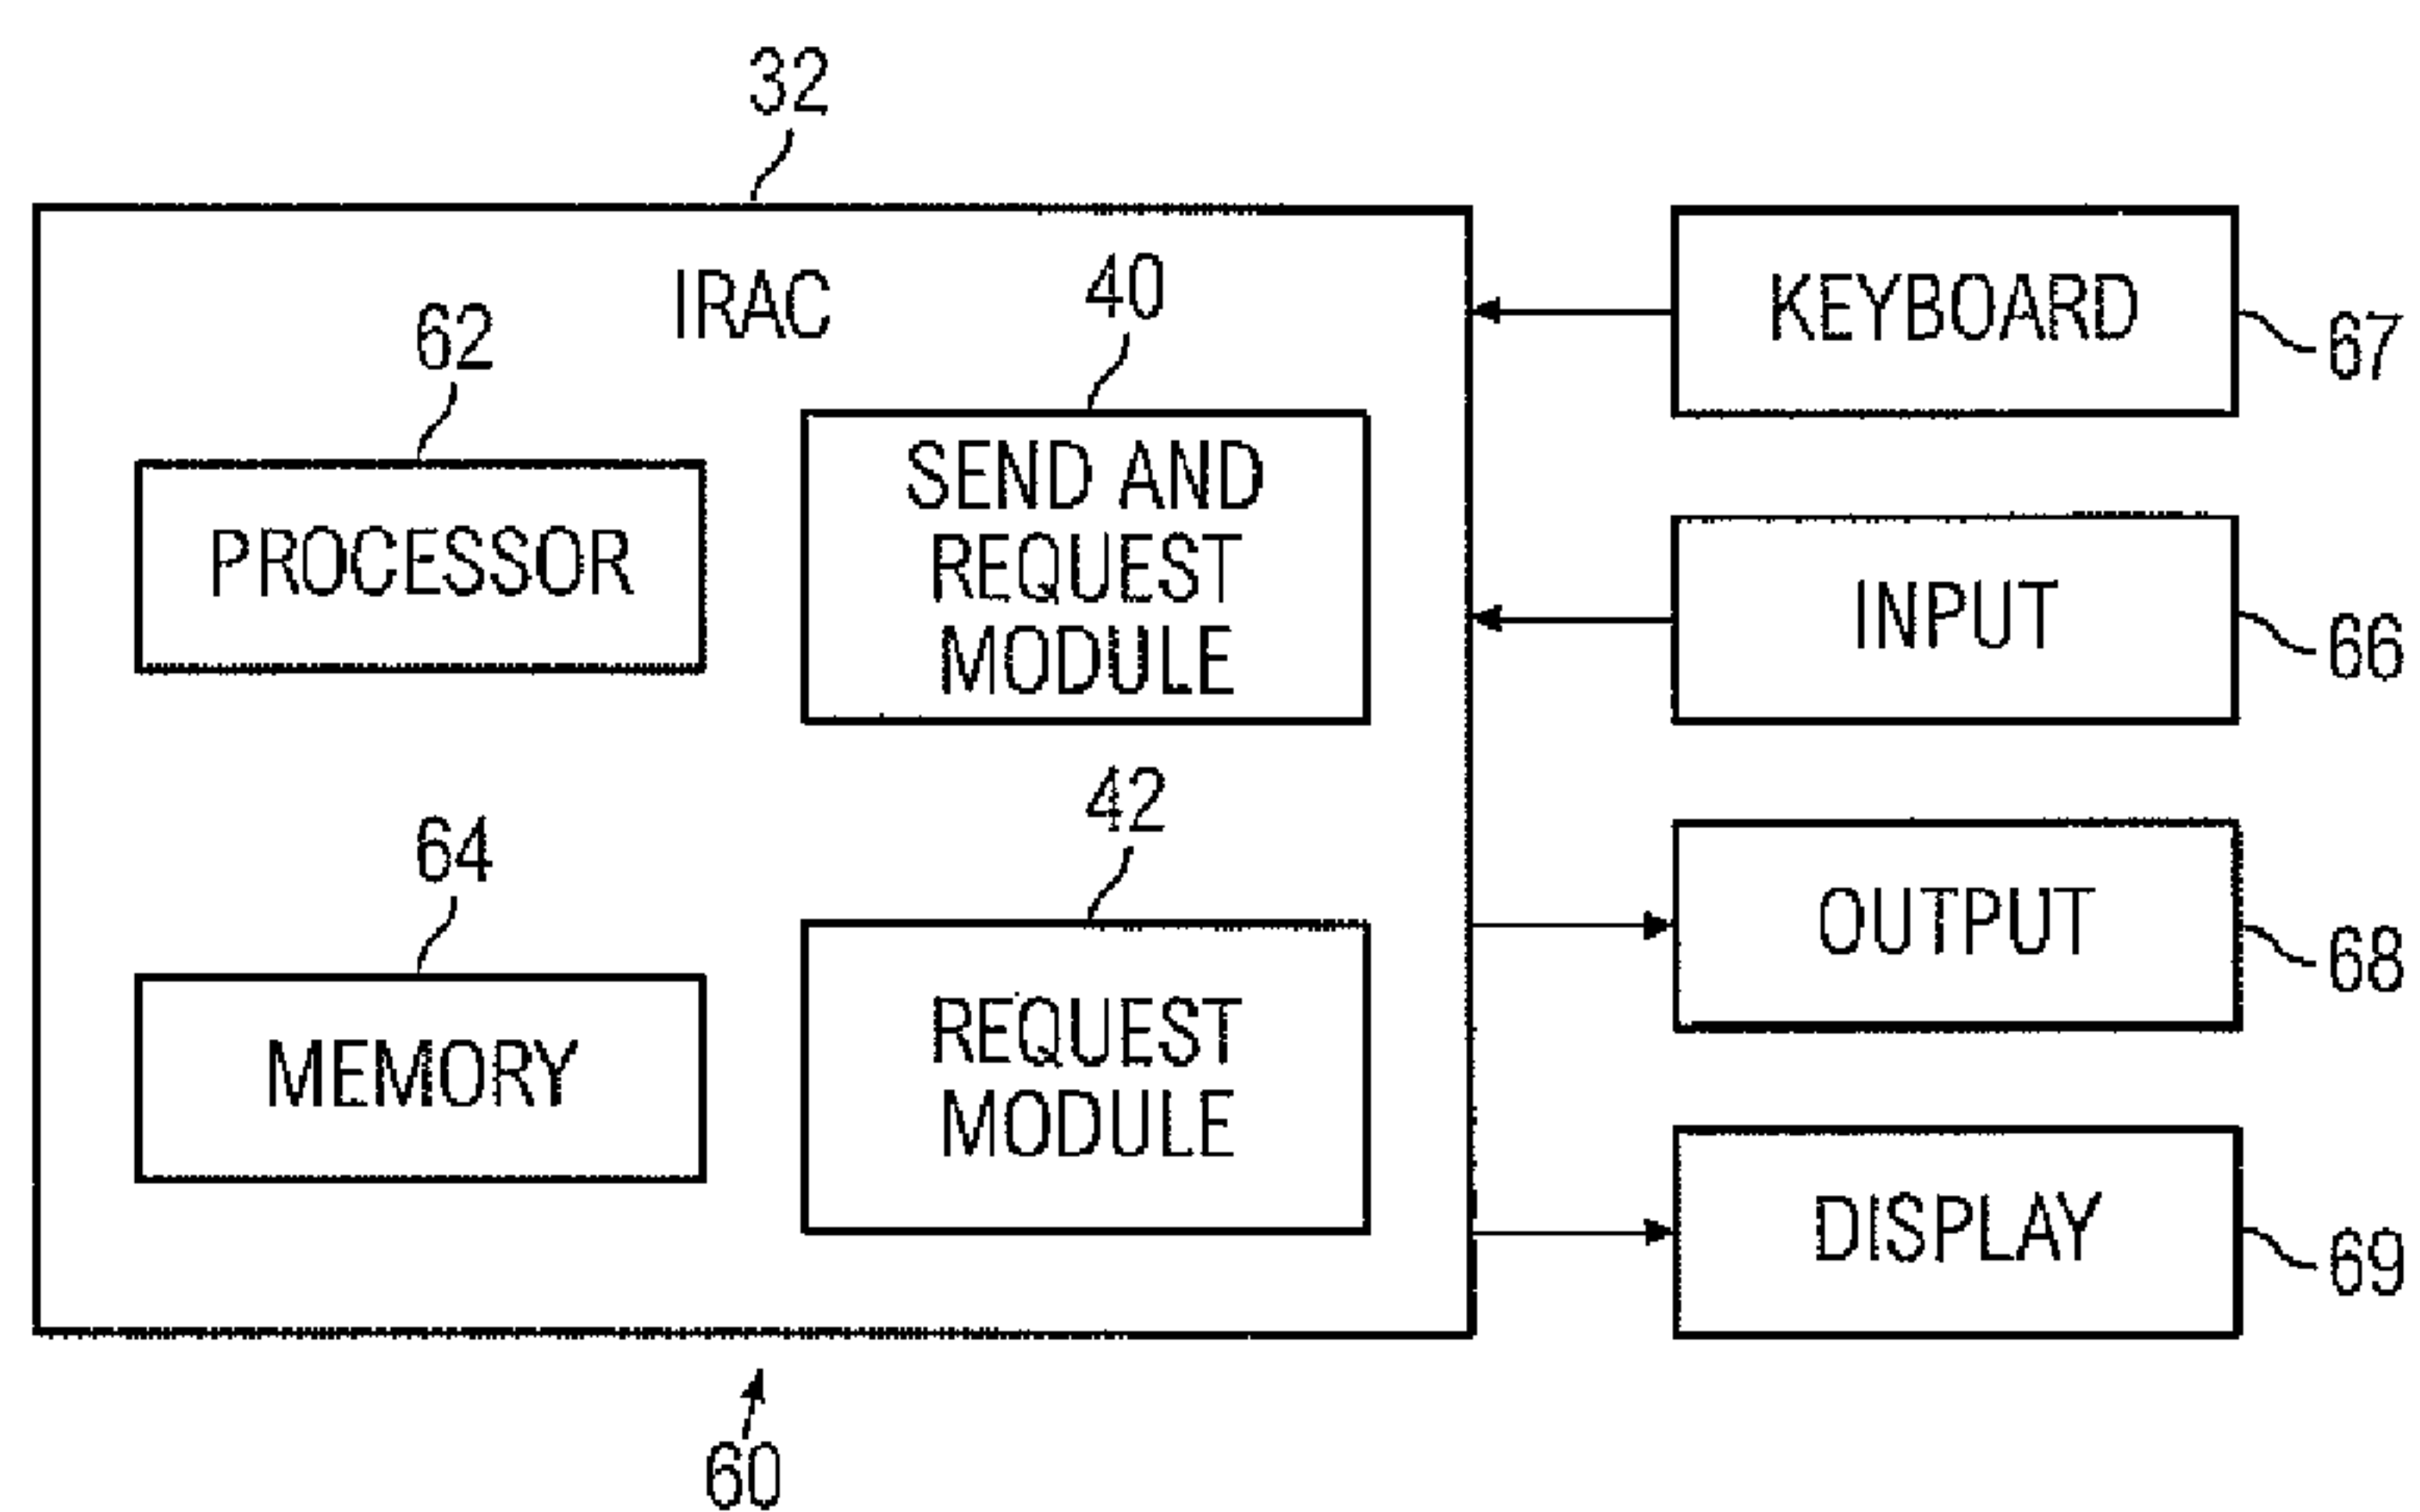 32
IRAC
62
40
PROCESSOR
SEND AND
REQUEST
MODULE
64
42
MEMORY
REQUEST
MODULE
KEYBOARD
67
INPUT
66
OUTPUT
68
DISPLAY
69
60